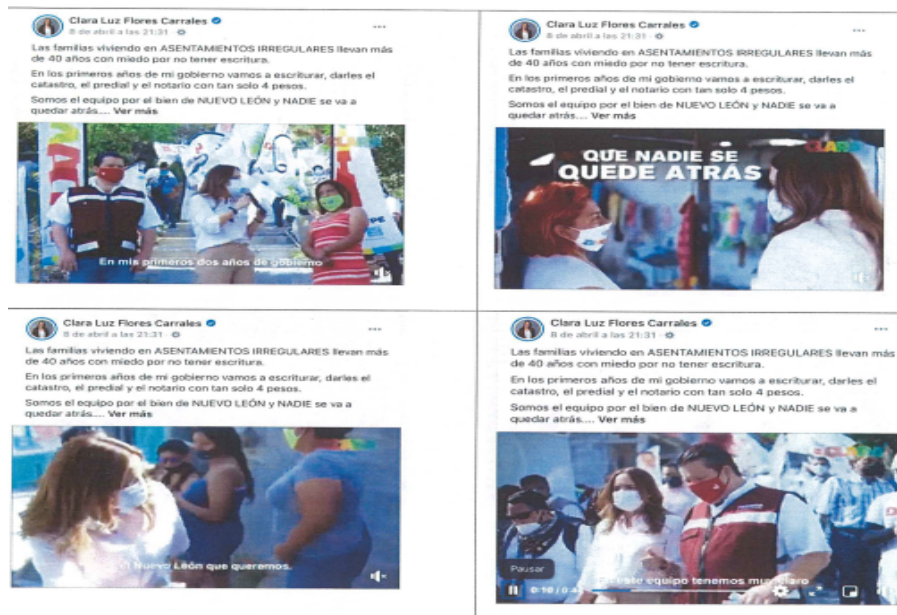 Clara Luz Flores Carrales
8 de abril a las 21:31
Las familias viviendo en ASENTAMIENTOS IRREGULARES llevan más
de 40 años con miedo por no tener escritura.
En los primeros años de mi gobierno vamos a escriturar, darles el
catastro, el predial y el notario con tan solo 4 pesos.
Somos el equipo por el bien de NUEVO LEÓN y NADIE se va a
quedar atrás.... Ver más
En mis primeros dos años de gobierno
Clara Luz Flores Carrales
8 de abril a las 21:31
Las familias viviendo en ASENTAMIENTOS IRREGULARES llevan más
de 40 años con miedo por no tener escritura.
En los primeros años de mi gobierno vamos a escriturar, darles el
catastro, el predial y el notario con tan solo 4 pesos.
Somos el equipo por el bien de NUEVO LEÓN y NADIE se va a
quedar atrás.... Ver más
CLARA
QUE NADIE SE
QUEDE ATRÁS
Clara Luz Flores Carrales
8 de abril a las 21:31
Las familias viviendo en ASENTAMIENTOS IRREGULARES llevan más
de 40 años con miedo por no tener escritura.
En los primeros años de mi gobierno vamos a escriturar, darles el
catastro, el predial y el notario con tan solo 4 pesos.
Somos el equipo por el bien de NUEVO LEÓN y NADIE se va a
quedar atrás.... Ver más
Nuevo León que queremos.
Clara Luz Flores Carrales
8 de abril a las 21:31
Las familias viviendo en ASENTAMIENTOS IRREGULARES llevan más
de 40 años con miedo por no tener escritura.
En los primeros años de mi gobierno vamos a escriturar, darles el
catastro, el predial y el notario con tan solo 4 pesos.
Somos el equipo por el bien de NUEVO LEÓN y NADIE se va a
quedar atrás.... Ver más
CLARA
Pausar
0:10
este equipo tenemos muy claro